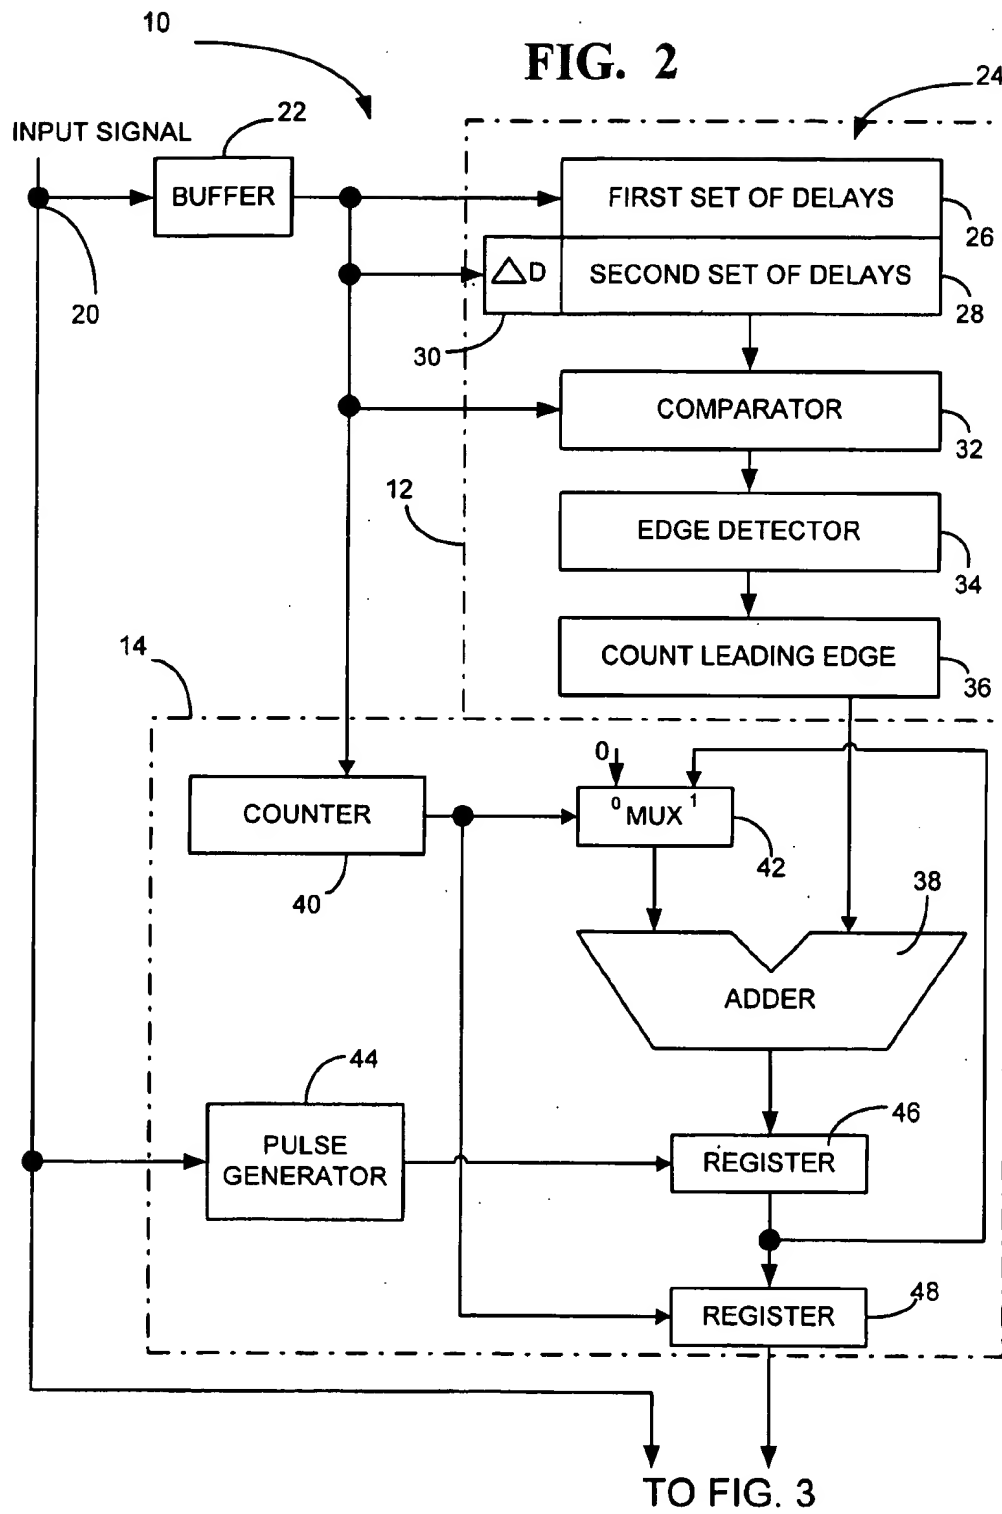 10
FIG. 2
24
INPUT SIGNAL
22
BUFFER
FIRST SET OF DELAYS
26
20
△D
SECOND SET OF DELAYS
28
30
COMPARATOR
32
12
EDGE DETECTOR
34
14
COUNT LEADING EDGE
36
0
0
1
COUNTER
MUX
42
40
38
ADDER
44
46
PULSE
GENERATOR
REGISTER
REGISTER
48
TO FIG. 3